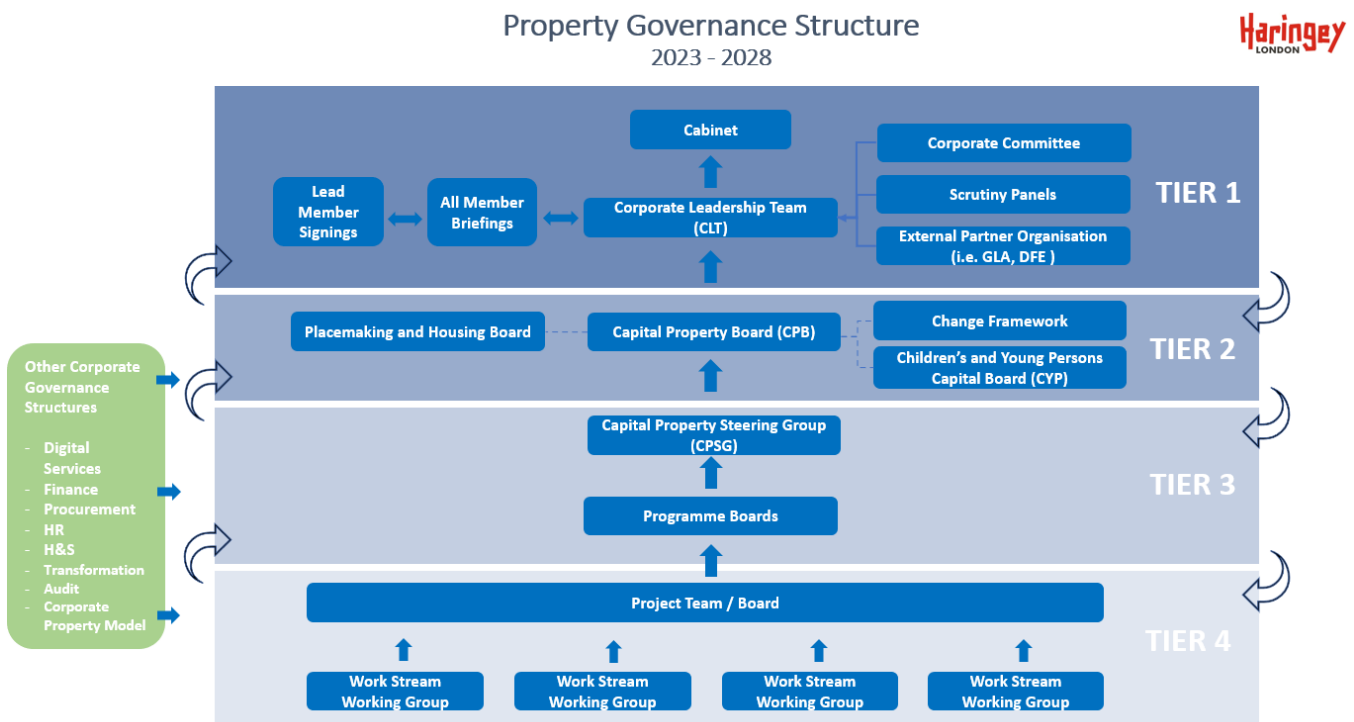 Property Governance Structure
2023 - 2028
Haringey
LONDON
Cabinet
Corporate Committee
Lead
Member
Signings
All Member
Briefings
Corporate Leadership Team
(CLT)
Scrutiny Panels
External Partner Organisation
(i.e. GLA, DFE )
TIER 1
Placemaking and Housing Board
Capital Property Board (CPB)
Change Framework
Children's and Young Persons
Capital Board (CYP)
TIER 2
Other Corporate
Governance
Structures
- Digital
Services
- Finance
- Procurement
- HR
- H&S
- Transformation
- Audit
- Corporate
Property Model
Capital Property Steering Group
(CPSG)
Programme Boards
TIER 3
Project Team / Board
Work Stream
Working Group
Work Stream
Working Group
Work Stream
Working Group
Work Stream
Working Group
TIER 4